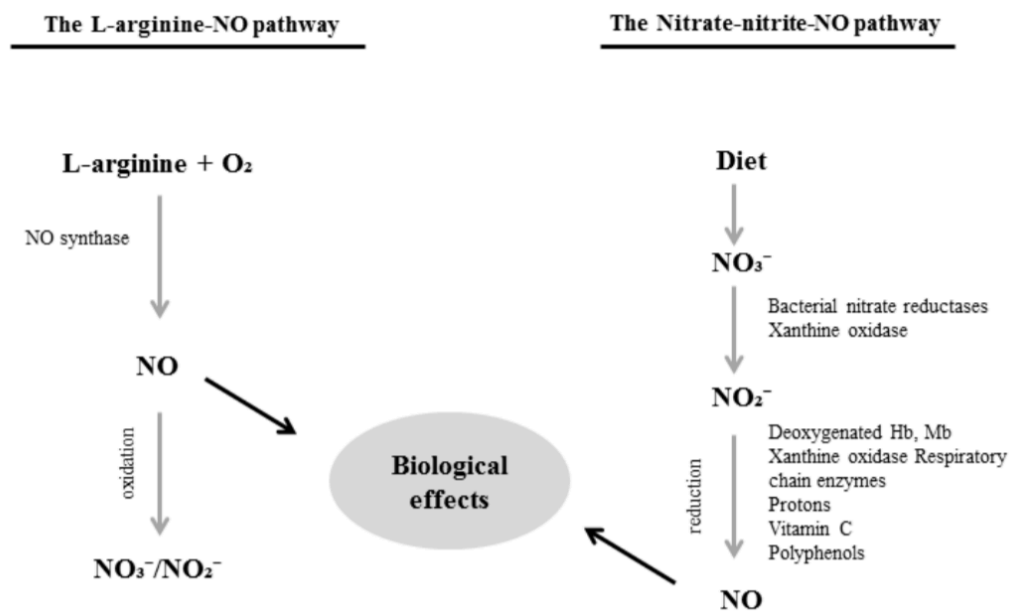 The L-arginine-NO pathway
The Nitrate-nitrite-NO pathway
L-arginine + O₂
NO synthase
NO
oxidation
NO₃⁻/NO₂⁻
Biological
effects
Diet
NO₃⁻
Bacterial nitrate reductases
Xanthine oxidase
NO₂⁻
reduction
Deoxygenated Hb, Mb
Xanthine oxidase Respiratory
chain enzymes
Protons
Vitamin C
Polyphenols
NO